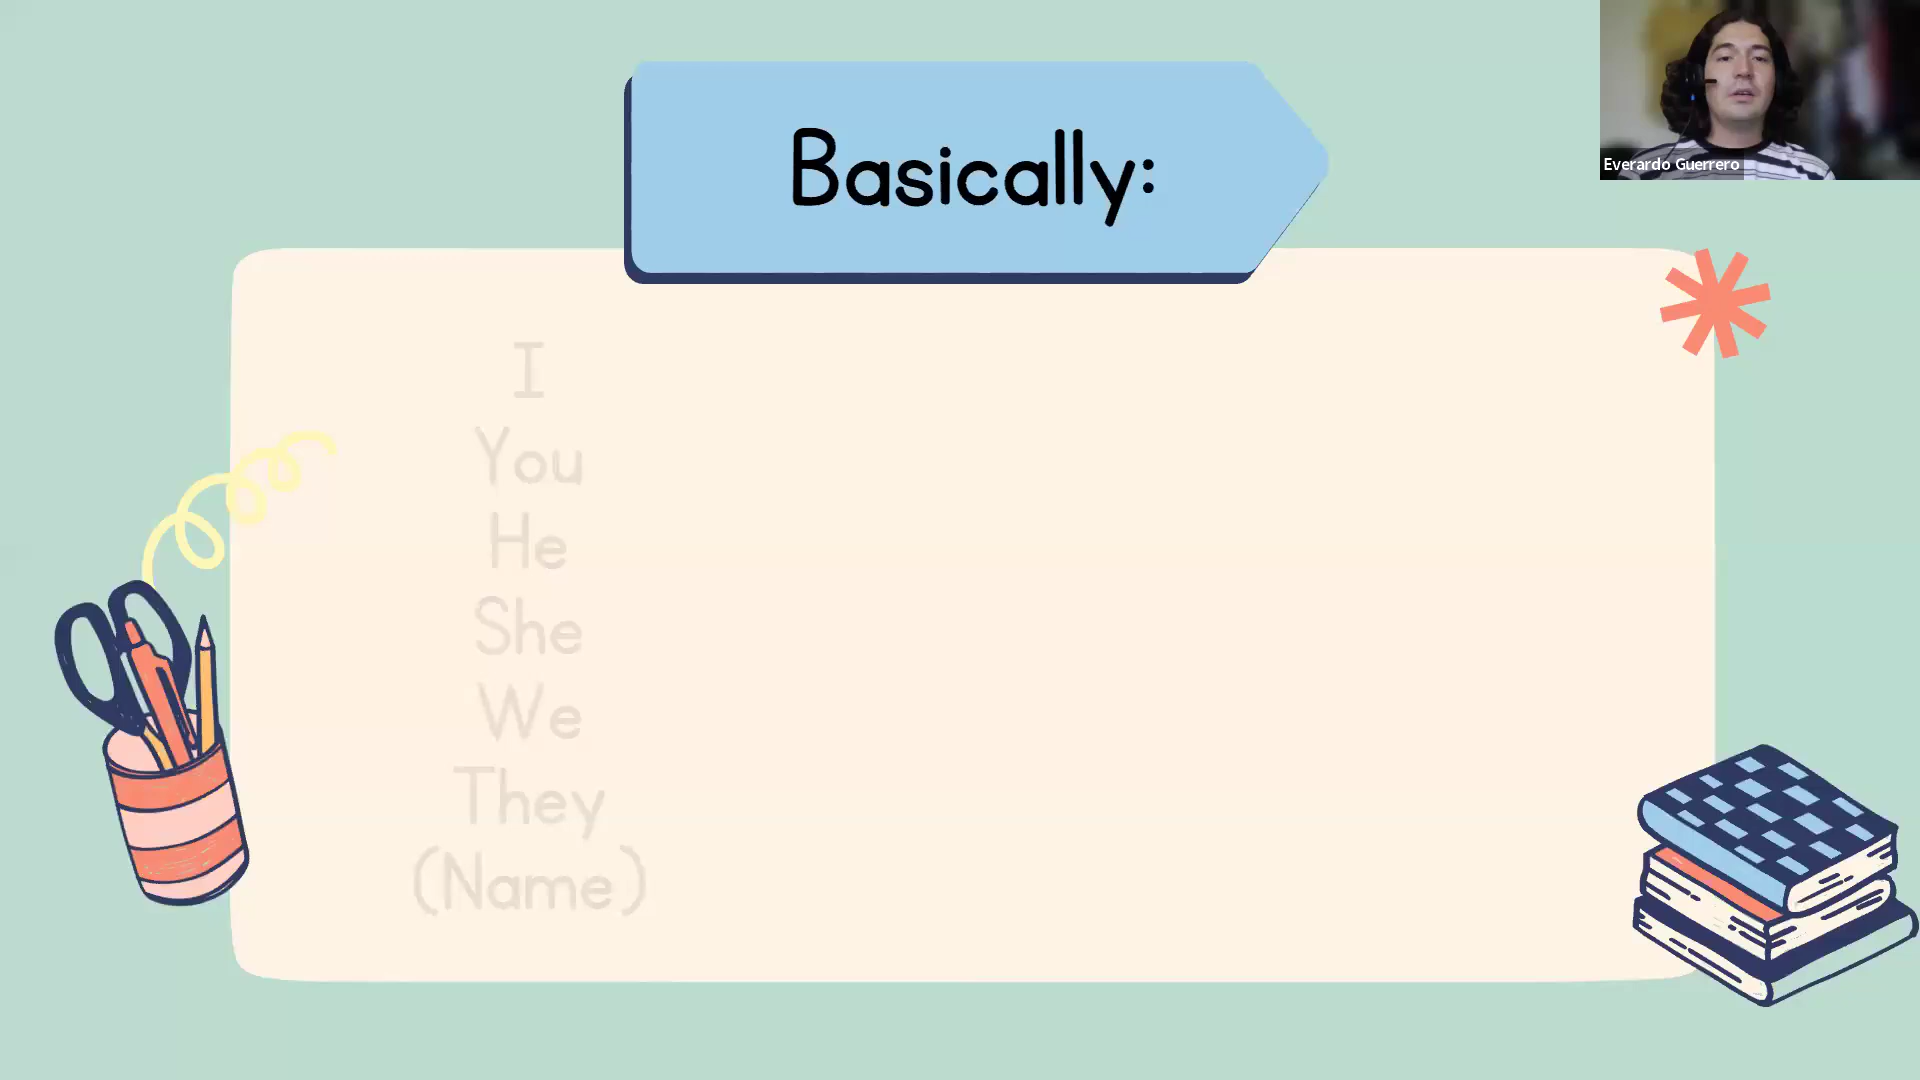 Basically:
Everardo Guerrero
I
You
He
She
We
They
(Name)